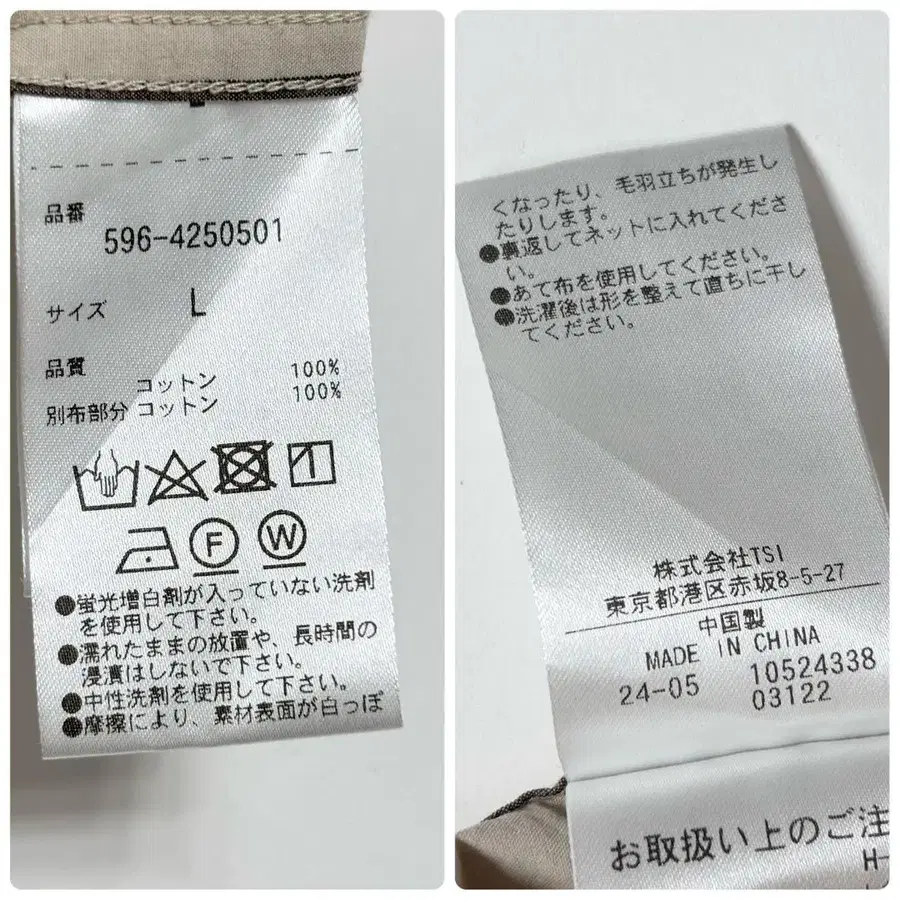 品番
596-4250501
サイズ L
品質
コットン 100%
別布部分 コットン 100%
F W
●蛍光増白剤が入っていない洗剤
を使用して下さい。
●濡れたままの放置や、長時間の
浸漬はしないで下さい。
●中性洗剤を使用して下さい。
●摩擦により、素材表面が白っぽ
くなったり、毛羽立ちが発生し
たりします。
●裏返してネットに入れてくださ
い。
●あて布を使用してください。
●洗濯後は形を整えて直ちに干し
てください。
株式会社TSI
東京都港区赤坂8-5-27
中国製
MADE IN CHINA
24-05 10524338
03122
お取扱い上のご注
H-